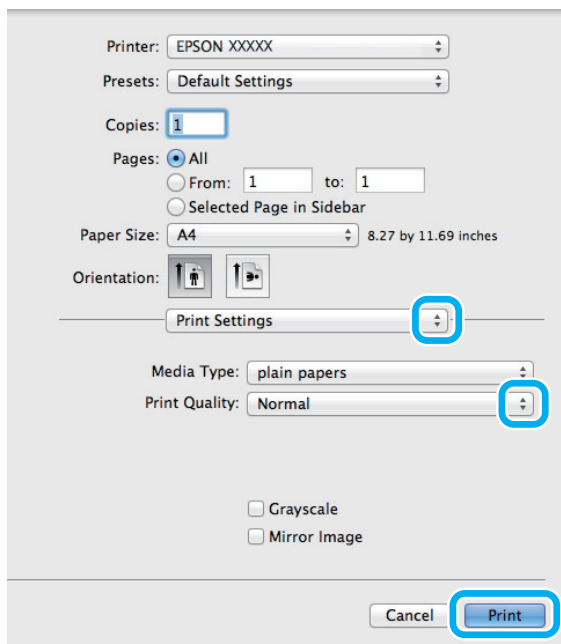 Printer: EPSON XXXXX
Presets: Default Settings
Copies: 1
Pages: All
From: 1 to: 1
Selected Page in Sidebar
Paper Size: A4 8.27 by 11.69 inches
Orientation:
Print Settings
Media Type: plain papers
Print Quality: Normal
Grayscale
Mirror Image
Cancel Print